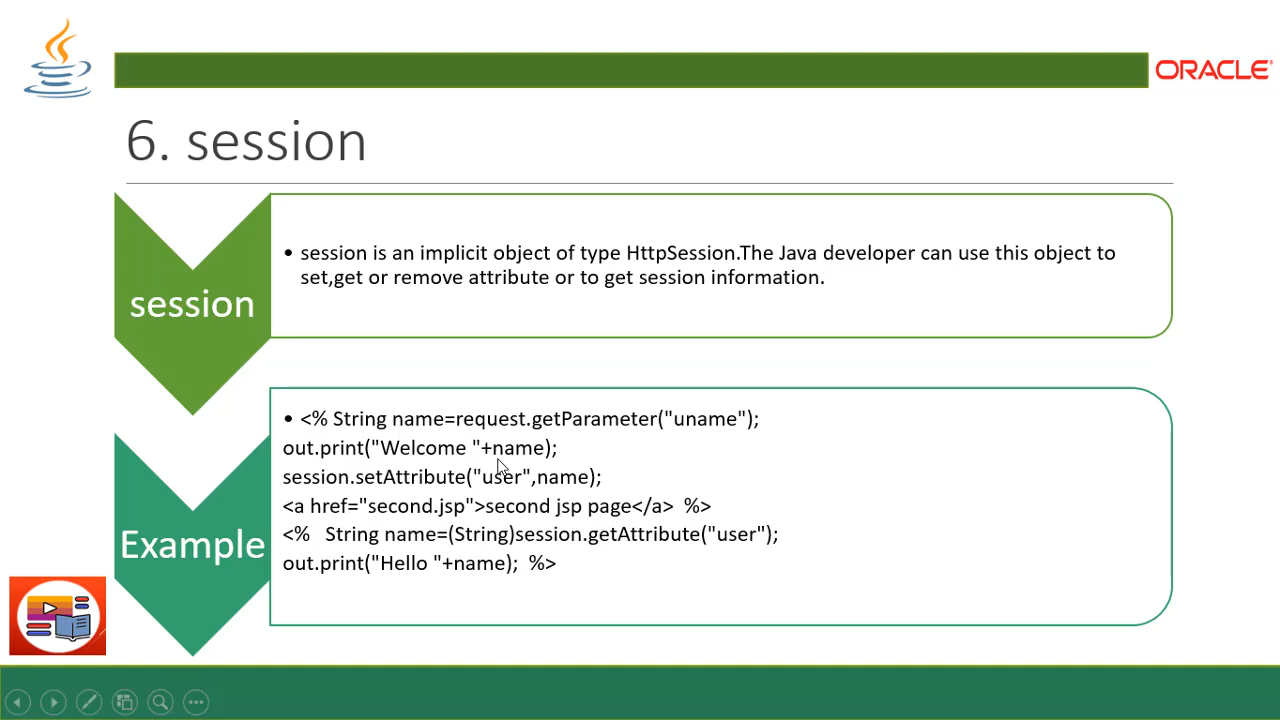 ORACLE
6. session
session
• session is an implicit object of type HttpSession.The Java developer can use this object to
set,get or remove attribute or to get session information.
Example
• <% String name=request.getParameter("uname");
out.print("Welcome "+name);
session.setAttribute("user",name);
<a href="second.jsp">second jsp page</a> %>
<% String name=(String)session.getAttribute("user");
out.print("Hello "+name); %>